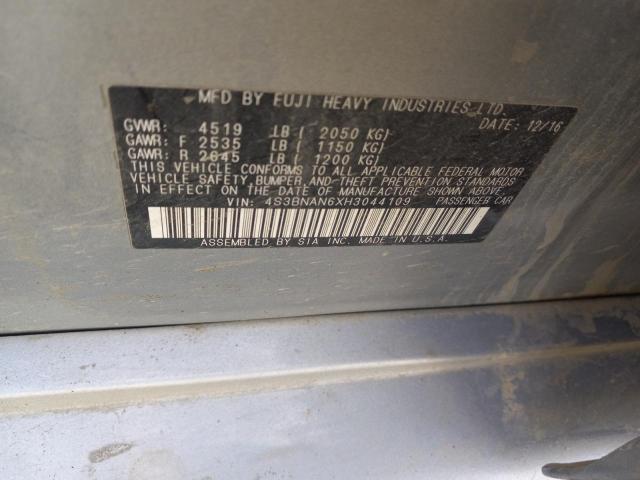 MFD BY FUJI HEAVY INDUSTRIES LTD.
GVWR: 4519 LB ( 2050 KG) DATE: 12/16
GAWR: F 2535 LB ( 1150 KG)
GAWR: R 2645 LB ( 1200 KG)
THIS VEHICLE CONFORMS TO ALL APPLICABLE FEDERAL MOTOR
VEHICLE SAFETY, BUMPER, AND THEFT PREVENTION STANDARDS
IN EFFECT ON THE DATE OF MANUFACTURE SHOWN ABOVE.
VIN: 4S3BNAN6XH3044109 PASSENGER CAR
ASSEMBLED BY SIA INC. MADE IN U.S.A.